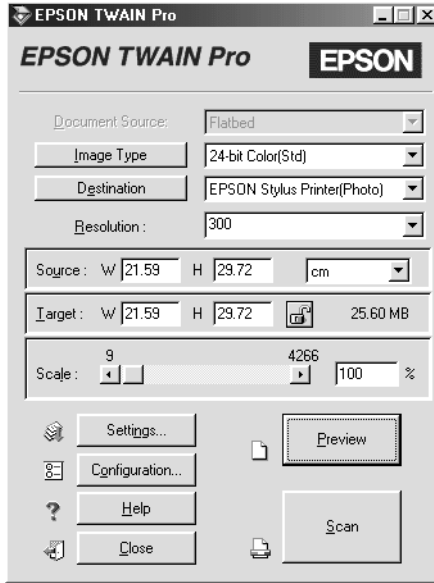 EPSON TWAIN Pro
EPSON TWAIN Pro EPSON
Document Source: Flatbed
Image Type 24-bit Color(Std)
Destination EPSON Stylus Printer(Photo)
Resolution : 300
Source : W 21.59 H 29.72 cm
Target : W 21.59 H 29.72 25.60 MB
9 4266
Scale : 100 %
Settings...
Preview
Configuration...
Help
Scan
Close